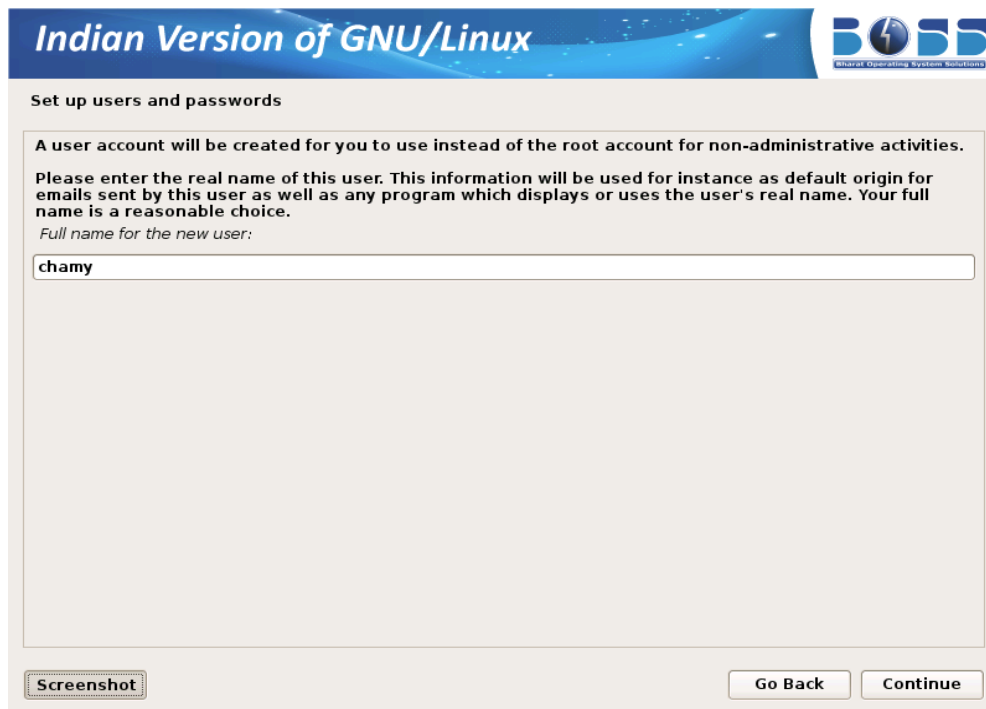 Indian Version of GNU/Linux
BOSS
Bharat Operating System Solutions
Set up users and passwords
A user account will be created for you to use instead of the root account for non-administrative activities.
Please enter the real name of this user. This information will be used for instance as default origin for
emails sent by this user as well as any program which displays or uses the user's real name. Your full
name is a reasonable choice.
Full name for the new user:
chamy
Screenshot
Go Back
Continue